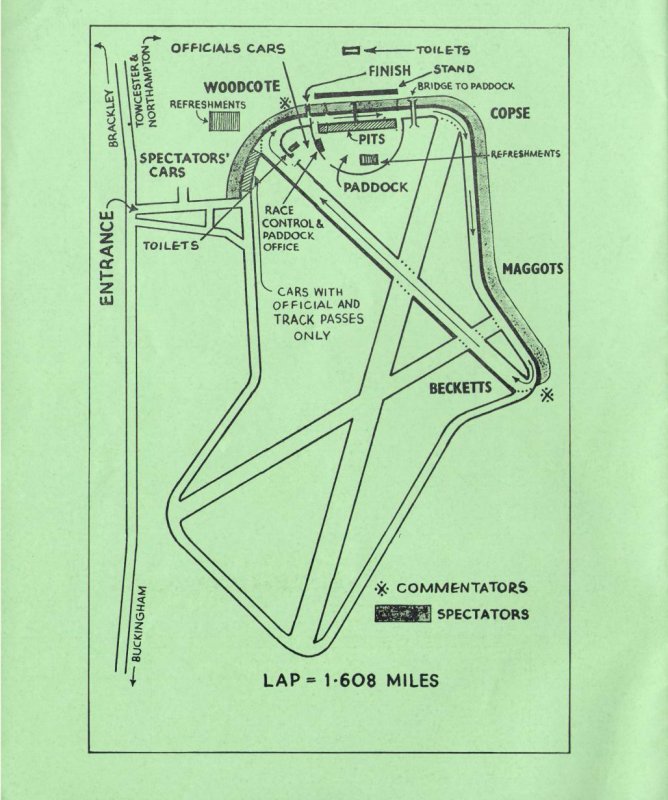 OFFICIALS CARS
TOILETS
FINISH
STAND
BRIDGE TO PADDOCK
WOODCOTE
REFRESHMENTS
COPSE
BRACKLEY
TOWCESTER &
NORTHAMPTON
PITS
REFRESHMENTS
SPECTATORS'
CARS
PADDOCK
ENTRANCE
RACE
CONTROL &
PADDOCK
OFFICE
TOILETS
MAGGOTS
CARS WITH
OFFICIAL AND
TRACK PASSES
ONLY
BECKETTS
※ COMMENTATORS
SPECTATORS
BUCKINGHAM
LAP = 1·608 MILES